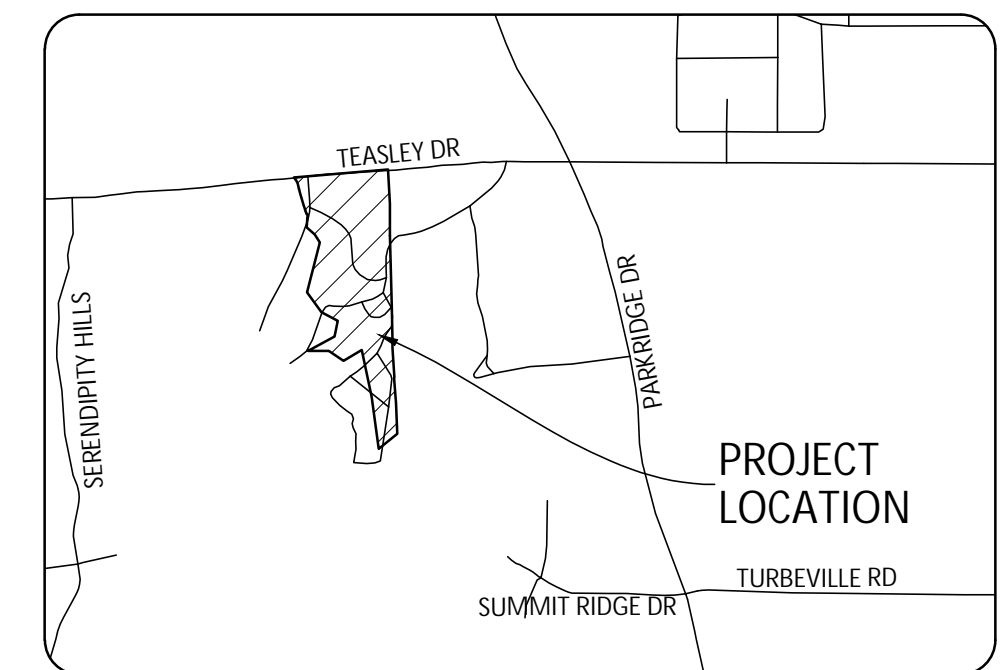 TEASLEY DR
PARKRIDGE DR
SERENDIPITY HILLS
PROJECT
LOCATION
TURBEVILLE RD
SUMMIT RIDGE DR